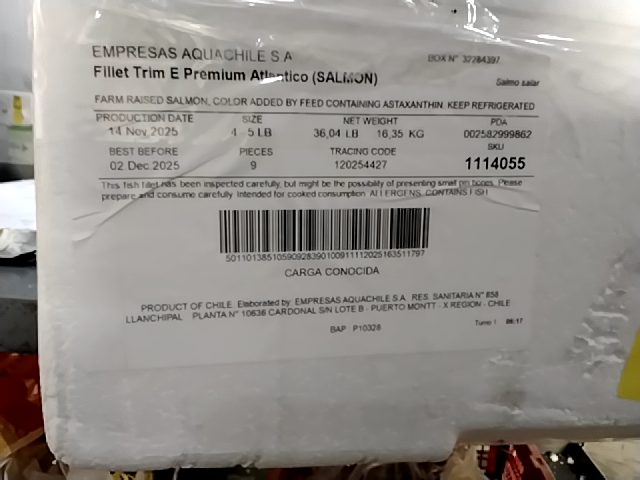 EMPRESAS AQUACHILE S.A
BOX N° 32284397
Fillet Trim E Premium Atlantico (SALMON)
Salmo salar
FARM RAISED SALMON, COLOR ADDED BY FEED CONTAINING ASTAXANTHIN. KEEP REFRIGERATED
PRODUCTION DATE SIZE NET WEIGHT PDA
14 Nov 2025 4 - 5 LB 36,04 LB 16,35 KG 002582999862
BEST BEFORE PIECES TRACING CODE SKU
02 Dec 2025 9 120254427 1114055
This fish fillet has been inspected carefully, but might be the possibility of presenting small pin bones. Please
prepare and consume carefully. Intended for cooked consumption. ALLERGENS: CONTAINS FISH
CARGA CONOCIDA
PRODUCT OF CHILE. Elaborated by: EMPRESAS AQUACHILE S.A. RES. SANITARIA N° 658
LLANCHIPAL PLANTA N° 10636 CARDONAL S/N LOTE B - PUERTO MONTT - X REGION - CHILE
BAP P10328
Turno 1 06:17